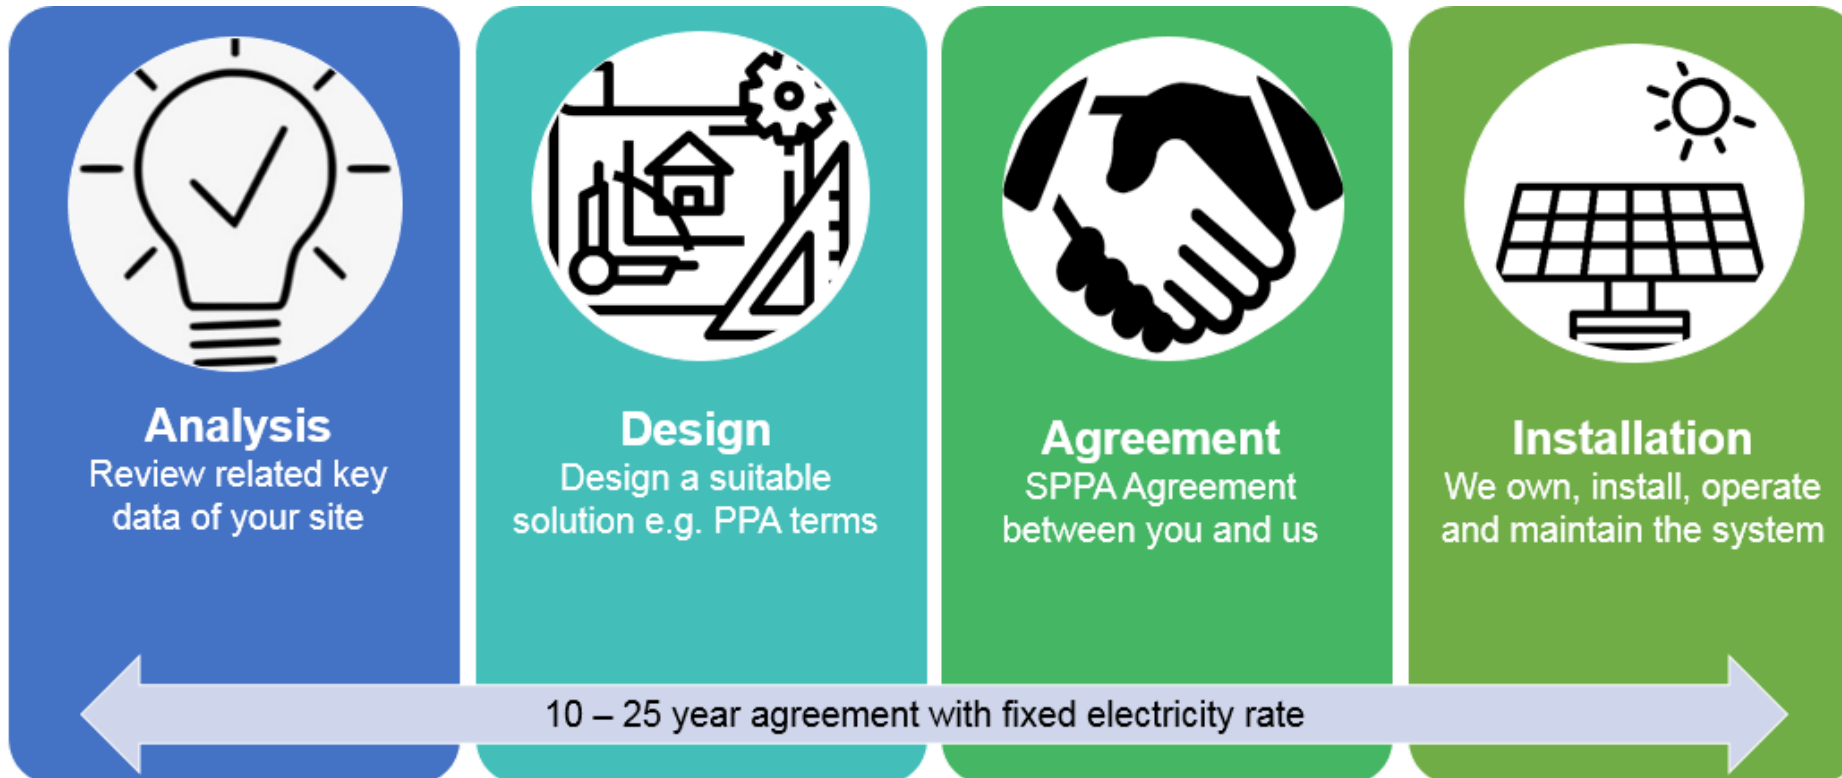 Analysis
Review related key
data of your site
Design
Design a suitable
solution e.g. PPA terms
Agreement
SPPA Agreement
between you and us
Installation
We own, install, operate
and maintain the system
10 – 25 year agreement with fixed electricity rate